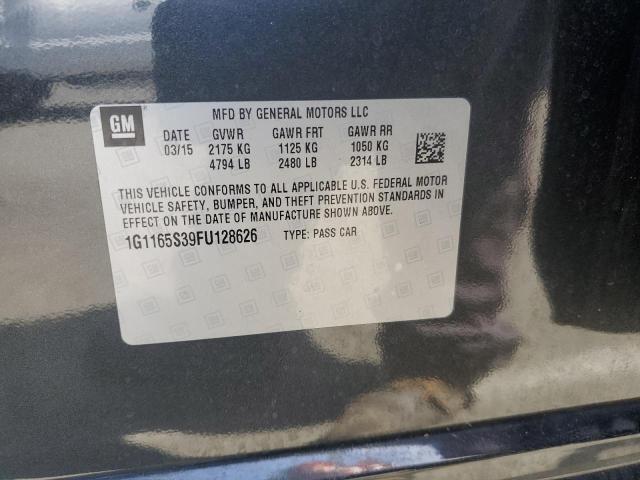 GM
MFD BY GENERAL MOTORS LLC
DATE GVWR GAWR FRT GAWR RR
03/15 2175 KG 1125 KG 1050 KG
4794 LB 2480 LB 2314 LB
THIS VEHICLE CONFORMS TO ALL APPLICABLE U.S. FEDERAL MOTOR
VEHICLE SAFETY, BUMPER, AND THEFT PREVENTION STANDARDS IN
EFFECT ON THE DATE OF MANUFACTURE SHOWN ABOVE.
1G1165S39FU128626 TYPE: PASS CAR